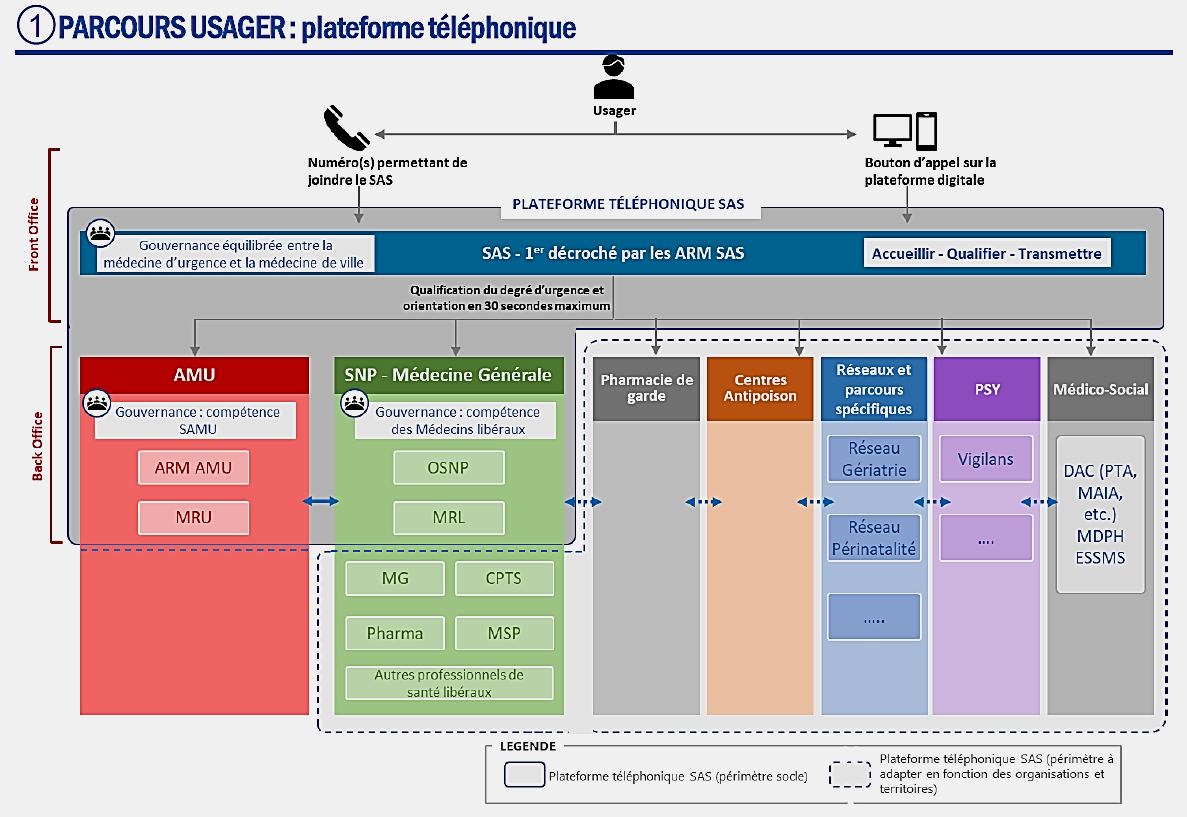 1 PARCOURS USAGER : plateforme téléphonique
Usager
Numéro(s) permettant de
joindre le SAS
Bouton d'appel sur la
plateforme digitale
Front Office
PLATEFORME TÉLÉPHONIQUE SAS
Gouvernance équilibrée entre la
médecine d'urgence et la médecine de ville
SAS - 1er décroché par les ARM SAS
Accueillir - Qualifier - Transmettre
Qualification du degré d'urgence et
orientation en 30 secondes maximum
Back Office
AMU
Gouvernance : compétence
SAMU
ARM AMU
MRU
SNP - Médecine Générale
Gouvernance : compétence
des Médecins libéraux
OSNP
MRL
MG
CPTS
Pharma
MSP
Autres professionnels de
santé libéraux
Pharmacie de
garde
Centres
Antipoison
Réseaux et
parcours
spécifiques
Réseau
Gériatrie
Réseau
Périnatalité
.....
PSY
Vigilans
....
Médico-Social
DAC (PTA,
MAIA,
etc.)
MDPH
ESSMS
LEGENDE
Plateforme téléphonique SAS (périmètre socle)
Plateforme téléphonique SAS (périmètre à
adapter en fonction des organisations et
territoires)